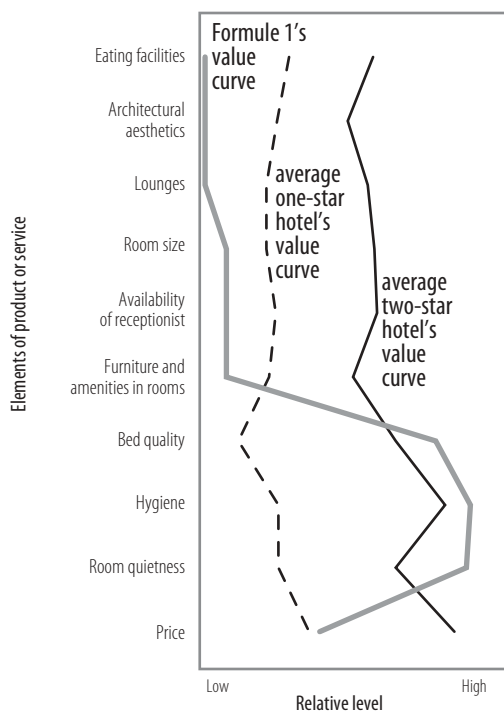 Formule 1's
value
curve
Eating facilities
Architectural
aesthetics
Lounges
average
one-star
hotel's
value
curve
Room size
Availability
of receptionist
average
two-star
hotel's
value
curve
Furniture and
amenities in rooms
Bed quality
Hygiene
Room quietness
Price
Elements of product or service
Low
High
Relative level